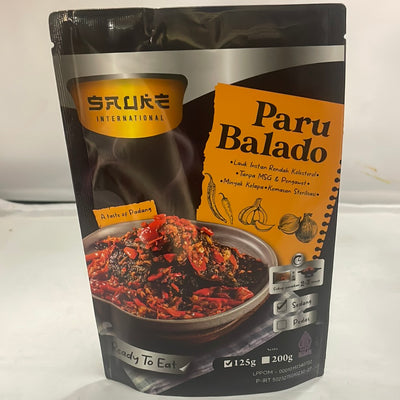 SAUKE
INTERNATIONAL
Paru
Balado
• Lauk Instan Rendah Kolesterol •
• Tanpa MSG & Pengawet •
• Minyak Kelapa • Kemasan Sterilisasi •
A taste of Padang
Sedang
Pedas
Ready To Eat
125g 200g